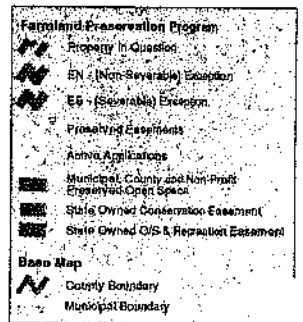 Farmland Preservation Program
Property In Question
EN - (Non-Severable) Exception
ES - (Severable) Exception
Preserved Easements
Active Applications
Municipal, County and Non-Profit
Preserved Open Space
State Owned Conservation Easement
State Owned O/S & Recreation Easement
Base Map
County Boundary
Municipal Boundary